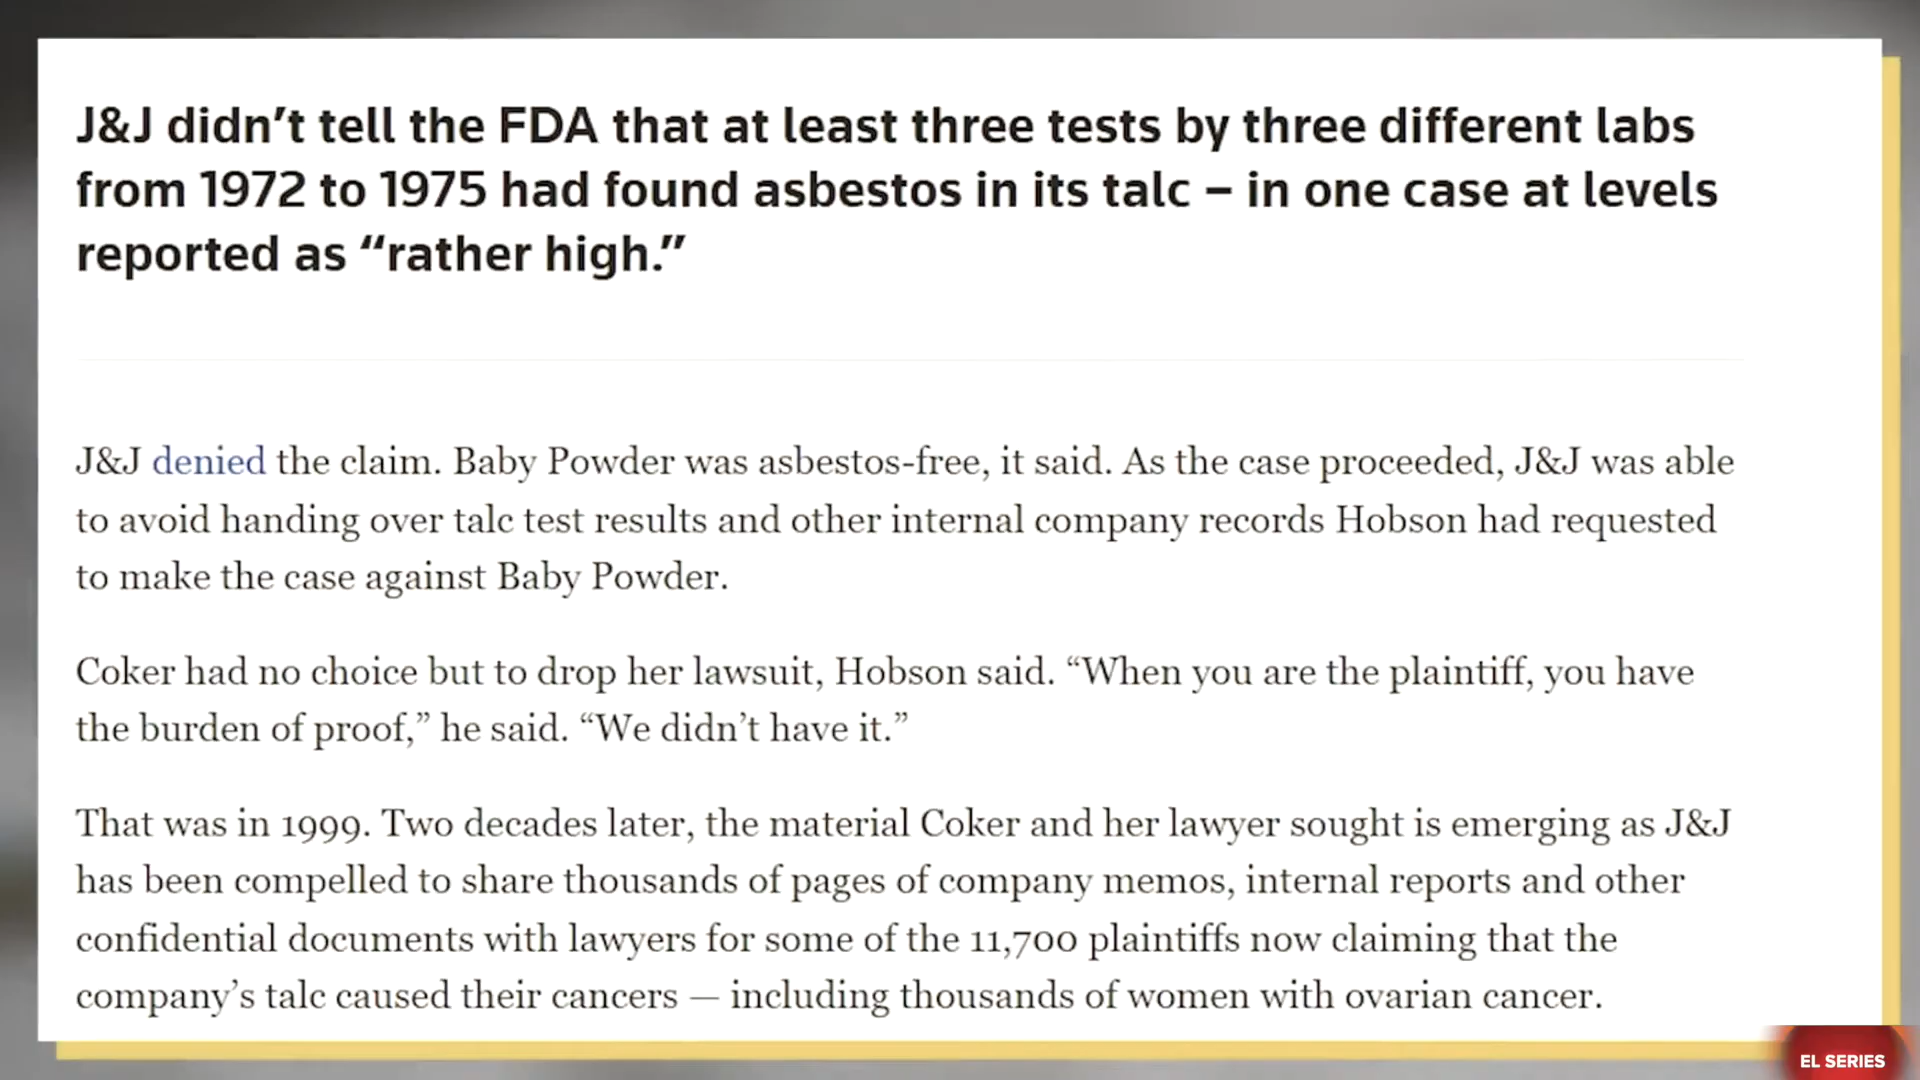 J&J didn’t tell the FDA that at least three tests by three different labs
from 1972 to 1975 had found asbestos in its talc – in one case at levels
reported as “rather high.”
J&J denied the claim. Baby Powder was asbestos-free, it said. As the case proceeded, J&J was able
to avoid handing over talc test results and other internal company records Hobson had requested
to make the case against Baby Powder.
Coker had no choice but to drop her lawsuit, Hobson said. “When you are the plaintiff, you have
the burden of proof,” he said. “We didn’t have it.”
That was in 1999. Two decades later, the material Coker and her lawyer sought is emerging as J&J
has been compelled to share thousands of pages of company memos, internal reports and other
confidential documents with lawyers for some of the 11,700 plaintiffs now claiming that the
company’s talc caused their cancers — including thousands of women with ovarian cancer.
EL SERIES